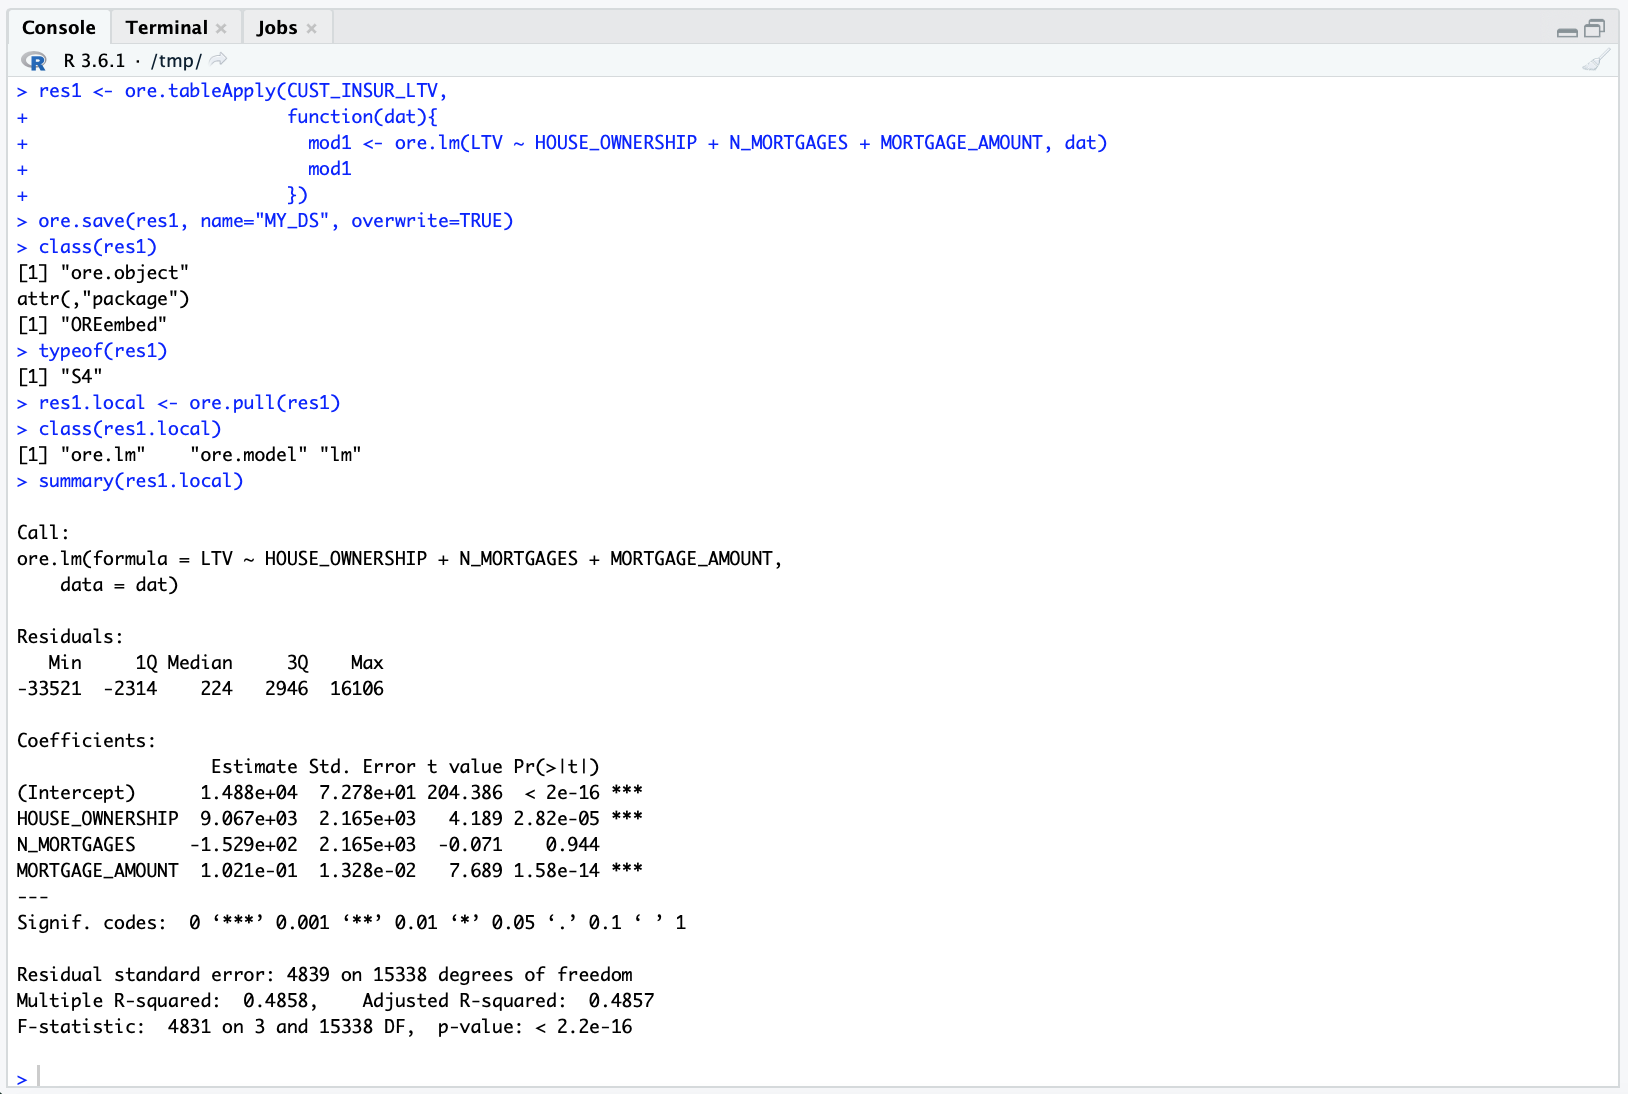 Console Terminal × Jobs ×
R R 3.6.1 · /tmp/
> res1 <- ore.tableApply(CUST_INSUR_LTV,
+                        function(dat){
+                          mod1 <- ore.lm(LTV ~ HOUSE_OWNERSHIP + N_MORTGAGES + MORTGAGE_AMOUNT, dat)
+                          mod1
+                        })
> ore.save(res1, name="MY_DS", overwrite=TRUE)
> class(res1)
[1] "ore.object"
attr(,"package")
[1] "OREembed"
> typeof(res1)
[1] "S4"
> res1.local <- ore.pull(res1)
> class(res1.local)
[1] "ore.lm"    "ore.model" "lm"
> summary(res1.local)
Call:
ore.lm(formula = LTV ~ HOUSE_OWNERSHIP + N_MORTGAGES + MORTGAGE_AMOUNT,
    data = dat)
Residuals:
   Min     1Q Median     3Q    Max
-33521  -2314    224   2946  16106
Coefficients:
                  Estimate Std. Error t value Pr(>|t|)
(Intercept)      1.488e+04  7.278e+01 204.386  < 2e-16 ***
HOUSE_OWNERSHIP  9.067e+03  2.165e+03   4.189 2.82e-05 ***
N_MORTGAGES     -1.529e+02  2.165e+03  -0.071    0.944
MORTGAGE_AMOUNT  1.021e-01  1.328e-02   7.689 1.58e-14 ***
---
Signif. codes:  0 ‘***’ 0.001 ‘**’ 0.01 ‘*’ 0.05 ‘.’ 0.1 ‘ ’ 1
Residual standard error: 4839 on 15338 degrees of freedom
Multiple R-squared:  0.4858,    Adjusted R-squared:  0.4857
F-statistic:  4831 on 3 and 15338 DF,  p-value: < 2.2e-16
>